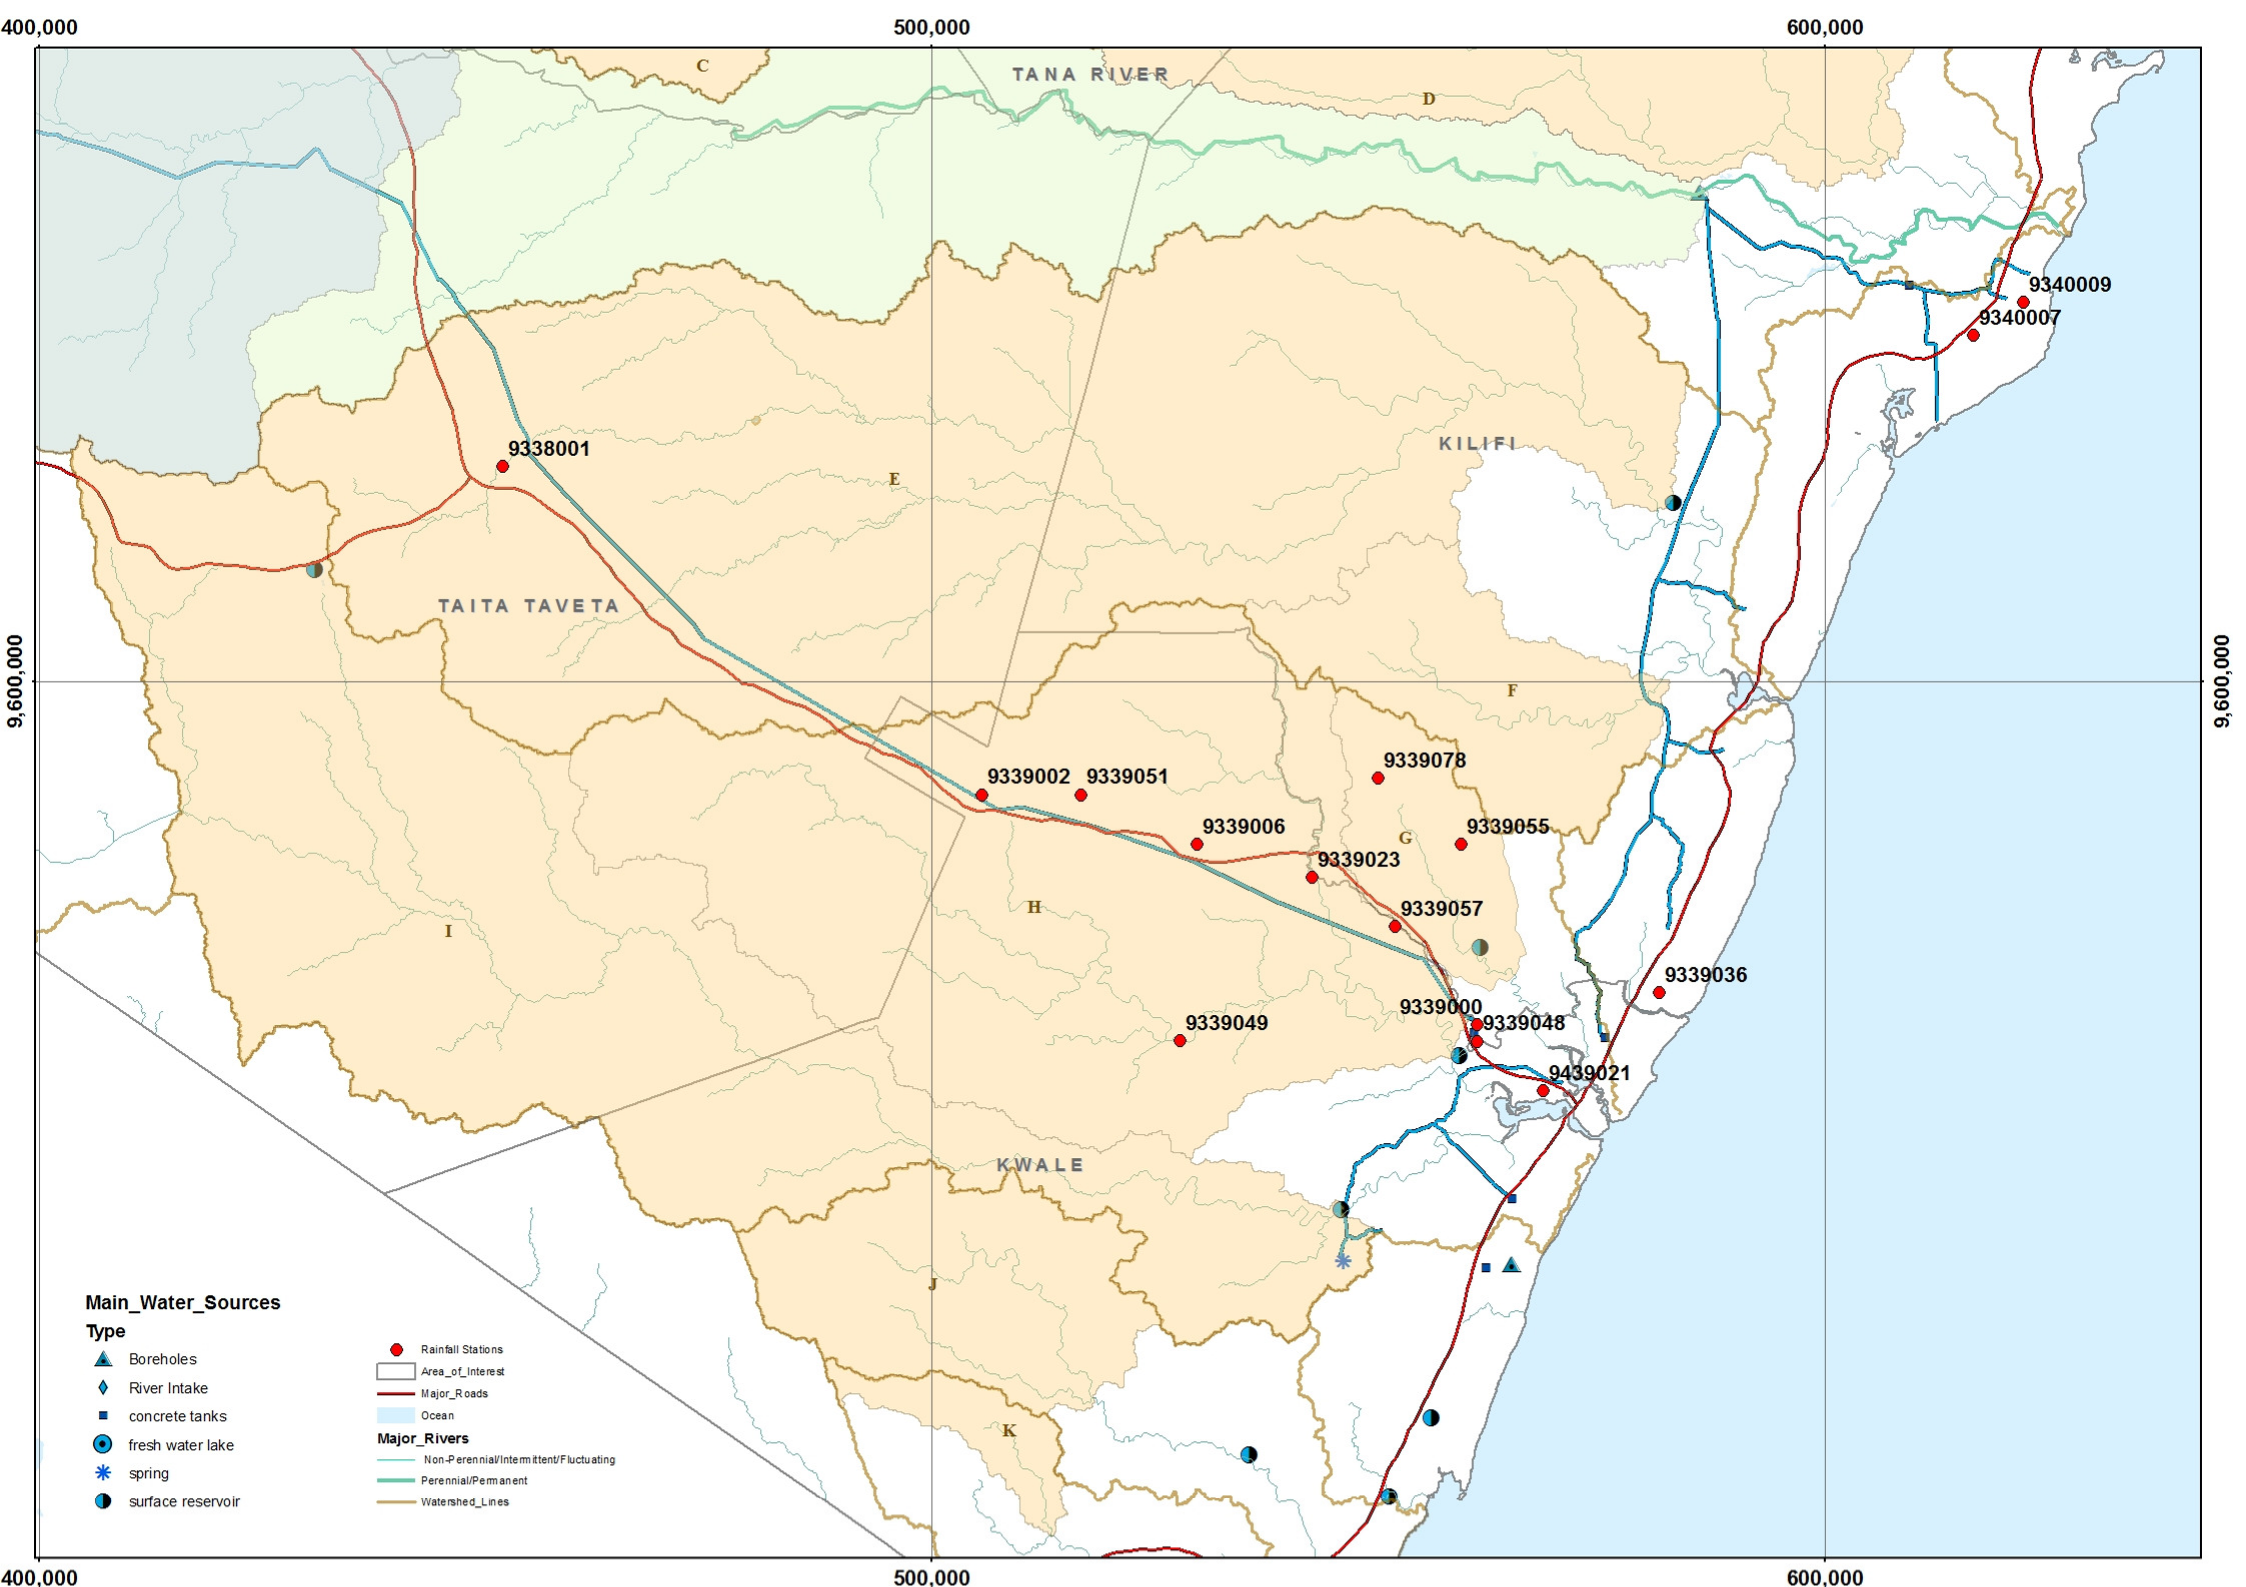 400,000
500,000
600,000
C
TANA RIVER
D
9340009
9340007
KILIFI
9338001
E
TAITA TAVETA
9,600,000
9,600,000
F
9339078
9339002
9339051
9339006
9339055
G
9339023
H
9339057
I
9339036
9339000
9339049
9339048
9439021
KWALE
J
K
Main_Water_Sources
Type
Boreholes
River Intake
concrete tanks
fresh water lake
spring
surface reservoir
Rainfall Stations
Area_of_Interest
Major_Roads
Ocean
Major_Rivers
Non-Perennial/Intermittent/Fluctuating
Perennial/Permanent
Watershed_Lines
400,000
500,000
600,000